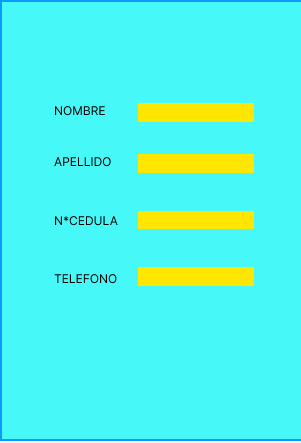 NOMBRE
APELLIDO
N*CEDULA
TELEFONO